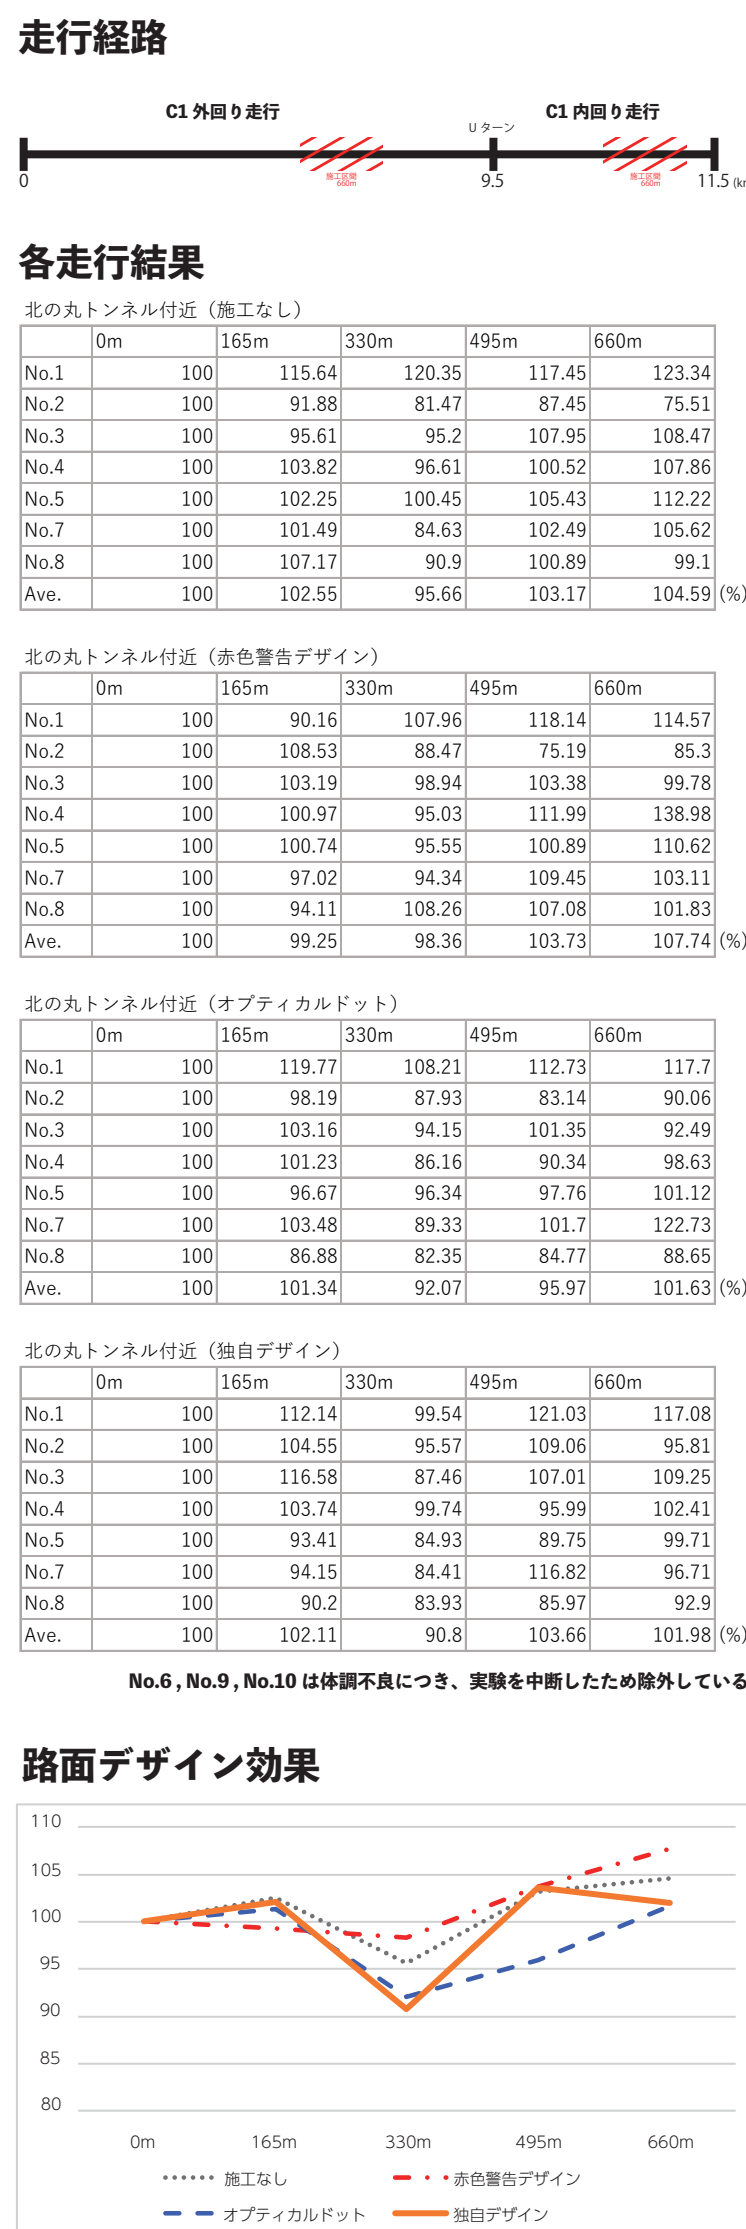 走行経路
C1 外回り走行
C1 内回り走行
U ターン
施工区間
660m
施工区間
660m
0
9.5
11.5 (km
各走行結果
北の丸トンネル付近（施工なし）
0m 165m 330m 495m 660m
No.1 100 115.64 120.35 117.45 123.34
No.2 100 91.88 81.47 87.45 75.51
No.3 100 95.61 95.2 107.95 108.47
No.4 100 103.82 96.61 100.52 107.86
No.5 100 102.25 100.45 105.43 112.22
No.7 100 101.49 84.63 102.49 105.62
No.8 100 107.17 90.9 100.89 99.1
Ave. 100 102.55 95.66 103.17 104.59 (%)
北の丸トンネル付近（赤色警告デザイン）
0m 165m 330m 495m 660m
No.1 100 90.16 107.96 118.14 114.57
No.2 100 108.53 88.47 75.19 85.3
No.3 100 103.19 98.94 103.38 99.78
No.4 100 100.97 95.03 111.99 138.98
No.5 100 100.74 95.55 100.89 110.62
No.7 100 97.02 94.34 109.45 103.11
No.8 100 94.11 108.26 107.08 101.83
Ave. 100 99.25 98.36 103.73 107.74 (%)
北の丸トンネル付近（オプティカルドット）
0m 165m 330m 495m 660m
No.1 100 119.77 108.21 112.73 117.7
No.2 100 98.19 87.93 83.14 90.06
No.3 100 103.16 94.15 101.35 92.49
No.4 100 101.23 86.16 90.34 98.63
No.5 100 96.67 96.34 97.76 101.12
No.7 100 103.48 89.33 101.7 122.73
No.8 100 86.88 82.35 84.77 88.65
Ave. 100 101.34 92.07 95.97 101.63 (%)
北の丸トンネル付近（独自デザイン）
0m 165m 330m 495m 660m
No.1 100 112.14 99.54 121.03 117.08
No.2 100 104.55 95.57 109.06 95.81
No.3 100 116.58 87.46 107.01 109.25
No.4 100 103.74 99.74 95.99 102.41
No.5 100 93.41 84.93 89.75 99.71
No.7 100 94.15 84.41 116.82 96.71
No.8 100 90.2 83.93 85.97 92.9
Ave. 100 102.11 90.8 103.66 101.98 (%)
No.6 , No.9 , No.10 は体調不良につき、実験を中断したため除外している
路面デザイン効果
110
105
100
95
90
85
80
0m 165m 330m 495m 660m
施工なし 赤色警告デザイン
オプティカルドット 独自デザイン